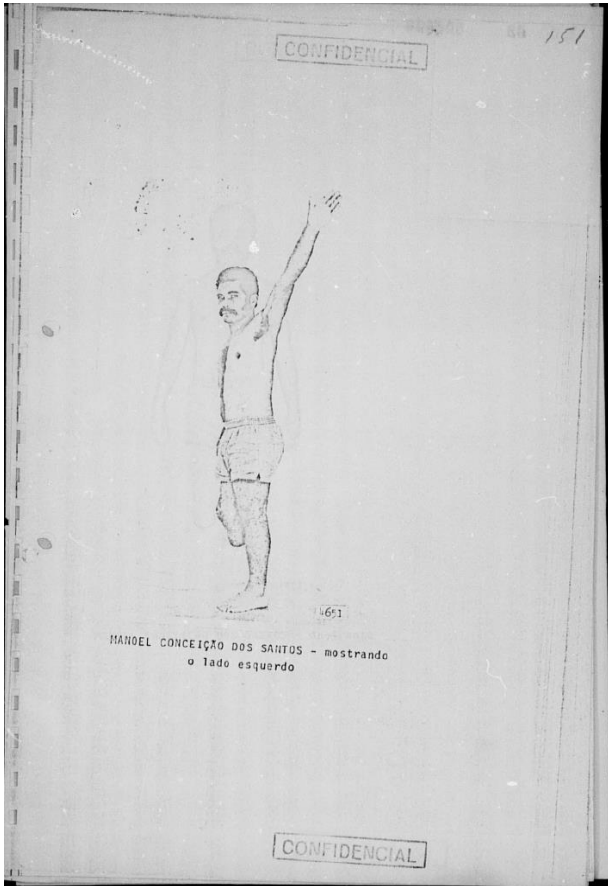 151
CONFIDENCIAL
4651
MANOEL CONCEIÇÃO DOS SANTOS - mostrando
o lado esquerdo
CONFIDENCIAL